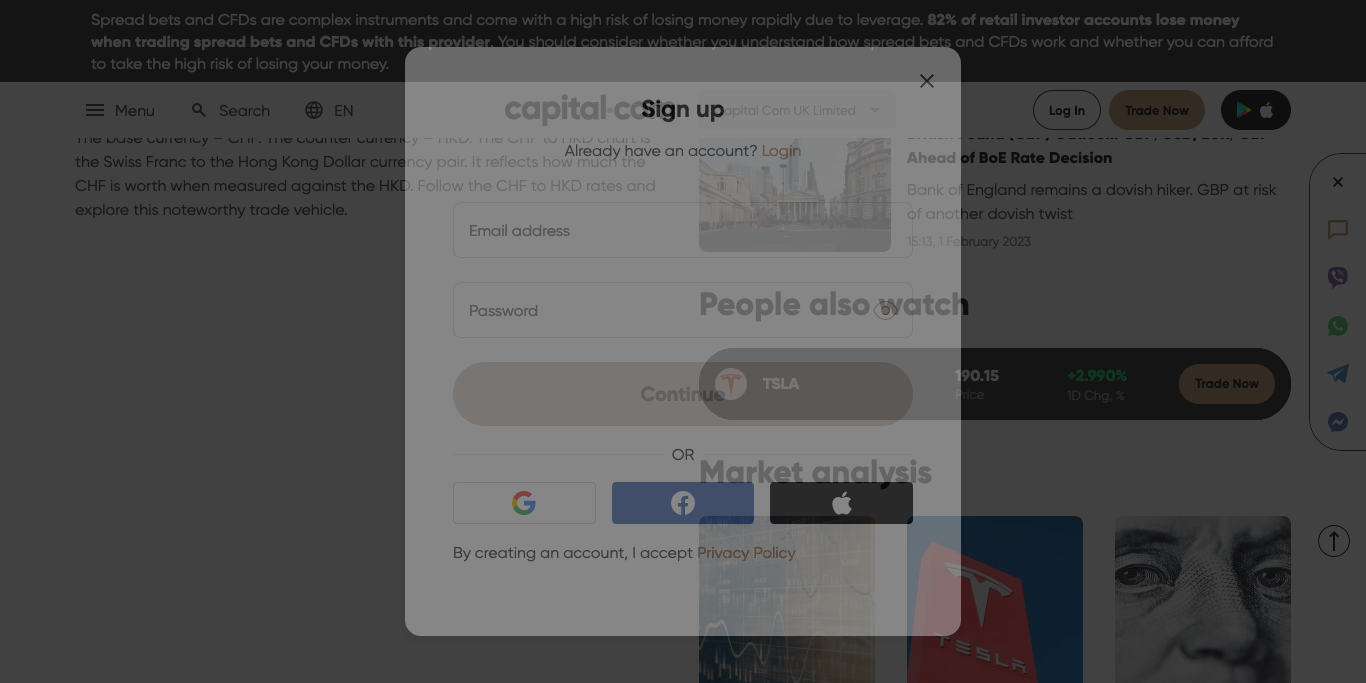 Spread bets and CFDs are complex instruments and come with a high risk of losing money rapidly due to leverage. 82% of retail investor accounts lose money
when trading spread bets and CFDs with this provider. You should consider whether you understand how spread bets and CFDs work and whether you can afford
to take the high risk of losing your money.
Menu
Search
EN
capital.com
Capital Com UK Limited
Log In
Trade Now
The base currency – CHF. The counter currency – HKD. The CHF to HKD chart is
the Swiss Franc to the Hong Kong Dollar currency pair. It reflects how much the
CHF is worth when measured against the HKD. Follow the CHF to HKD rates and
explore this noteworthy trade vehicle.
Sign up
Already have an account? Login
Email address
Password
Continue
OR
By creating an account, I accept Privacy Policy
Ahead of BoE Rate Decision
Bank of England remains a dovish hiker. GBP at risk
of another dovish twist
15:13, 1 February 2023
People also watch
TSLA
190.15
Price
+2.990%
1D Chg, %
Trade Now
Market analysis
TESLA